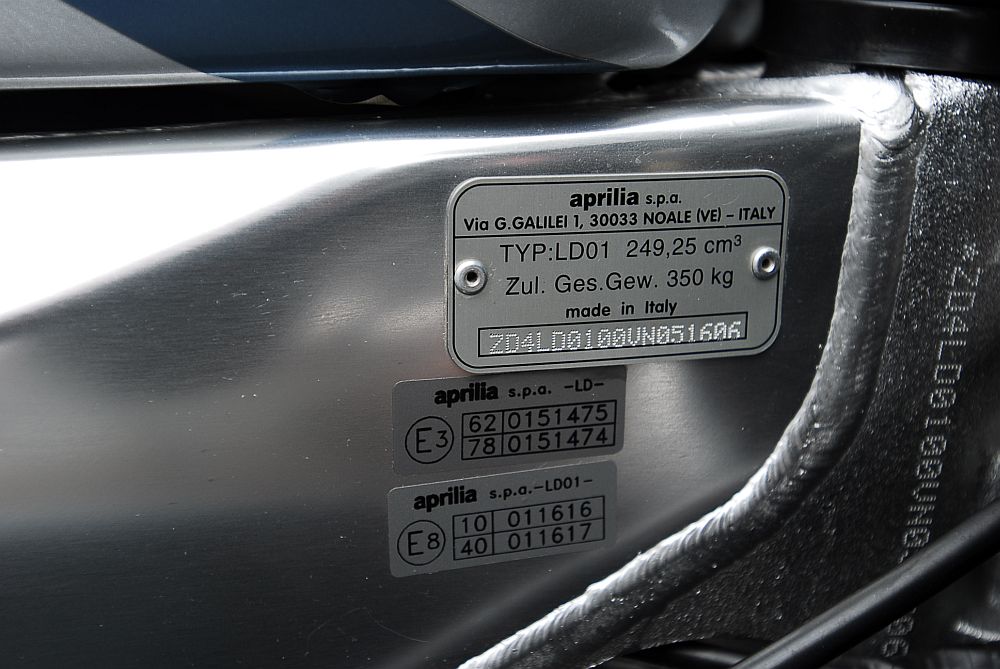 aprilia s.p.a.
Via G.GALILEI 1, 30033 NOALE (VE) – ITALY
TYP:LD01 249,25 cm³
Zul. Ges.Gew. 350 kg
made in Italy
ZD4LD0100VN051606
aprilia s.p.a. -LD-
E3
62 0151475
78 0151474
aprilia s.p.a.-LD01-
E8
10 011616
40 011617